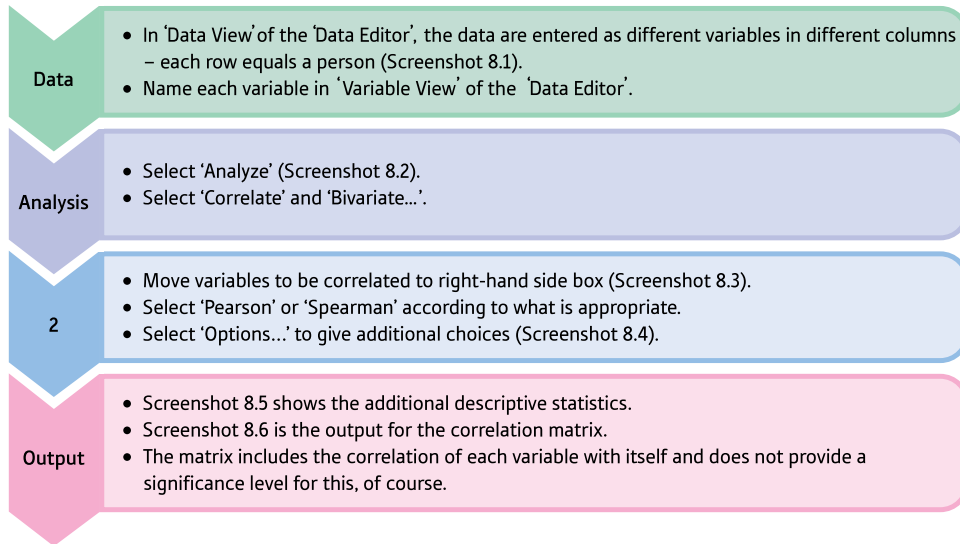 Data
• In ‘Data View’ of the ‘Data Editor’, the data are entered as different variables in different columns
– each row equals a person (Screenshot 8.1).
• Name each variable in ‘Variable View’ of the ‘Data Editor’.
Analysis
• Select ‘Analyze’ (Screenshot 8.2).
• Select ‘Correlate’ and ‘Bivariate...’.
2
• Move variables to be correlated to right-hand side box (Screenshot 8.3).
• Select ‘Pearson’ or ‘Spearman’ according to what is appropriate.
• Select ‘Options...’ to give additional choices (Screenshot 8.4).
Output
• Screenshot 8.5 shows the additional descriptive statistics.
• Screenshot 8.6 is the output for the correlation matrix.
• The matrix includes the correlation of each variable with itself and does not provide a
significance level for this, of course.